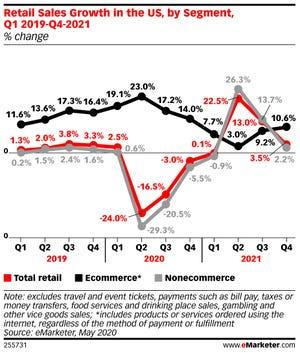 Retail Sales Growth in the US, by Segment,
Q1 2019-Q4-2021
% change
11.6% 13.6% 17.3% 16.4% 19.1% 23.0% 17.2% 14.0% 7.7% 3.0% 9.2% 10.6%
1.3% 2.0% 3.8% 3.3% 2.5% -24.0% -16.5% -3.0% 0.1% 22.5% 13.0% 3.5%
0.2% 1.5% 2.4% 1.6% 0.6% -29.3% -20.5% -5.5% -0.9% 26.3% 13.7% 2.2%
0 0
Q1 Q2 Q3 Q4 Q1 Q2 Q3 Q4 Q1 Q2 Q3 Q4
2019 2020 2021
Total retail Ecommerce* Nonecommerce
Note: excludes travel and event tickets, payments such as bill pay, taxes or
money transfers, food services and drinking place sales, gambling and
other vice goods sales; *includes products or services ordered using the
internet, regardless of the method of payment or fulfillment
Source: eMarketer, May 2020
255731 www.eMarketer.com